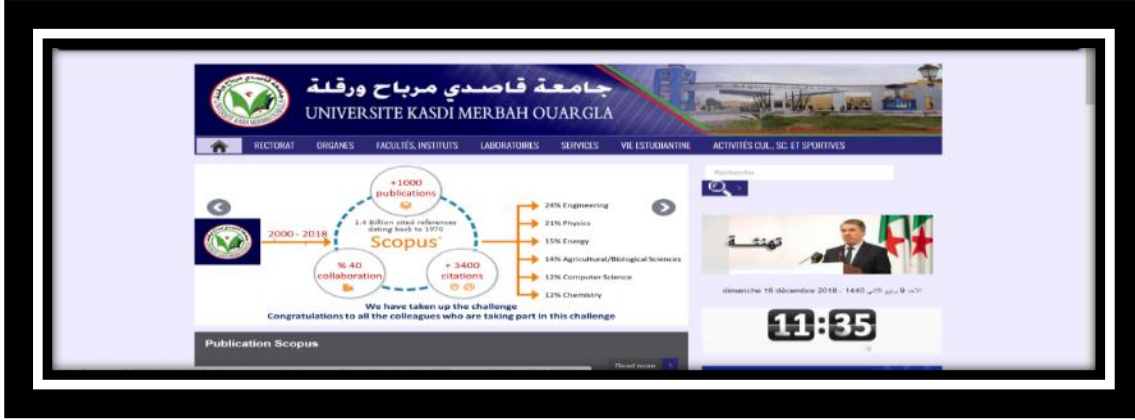 جامعة قاصدي مرباح ورقلة
UNIVERSITE KASDI MERBAH OUARGLA
RECTORAT ORGANES FACULTÉS, INSTITUTS LABORATOIRES SERVICES VIE ESTUDIANTINE ACTIVITÉS CUL., SC. ET SPORTIVES
Recherche...
+1000
publications
1.4 Billion cited references
dating back to 1970
Scopus
2000 - 2018
% 40
collaboration
+ 3400
citations
24% Engineering
21% Physics
15% Energy
14% Agricultural/Biological Sciences
13% Computer Science
12% Chemistry
We have taken up the challenge
Congratulations to all the colleagues who are taking part in this challenge
تهنئة
dimanche 16 décembre 2018 - 1440 الأحد 9 ربيع الثاني
11:35
Publication Scopus
Read more